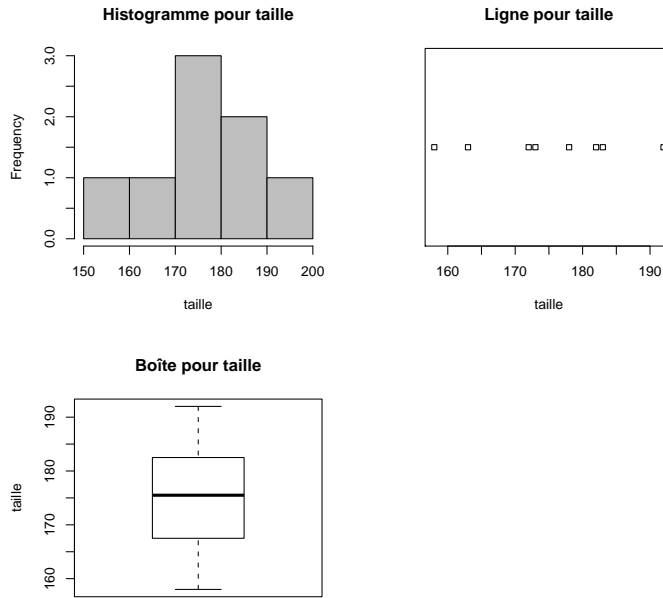 Histogramme pour taille
Frequency
0.0 1.0 2.0 3.0
150 160 170 180 190 200
taille
Ligne pour taille
160 170 180 190
taille
Boîte pour taille
taille
160 170 180 190